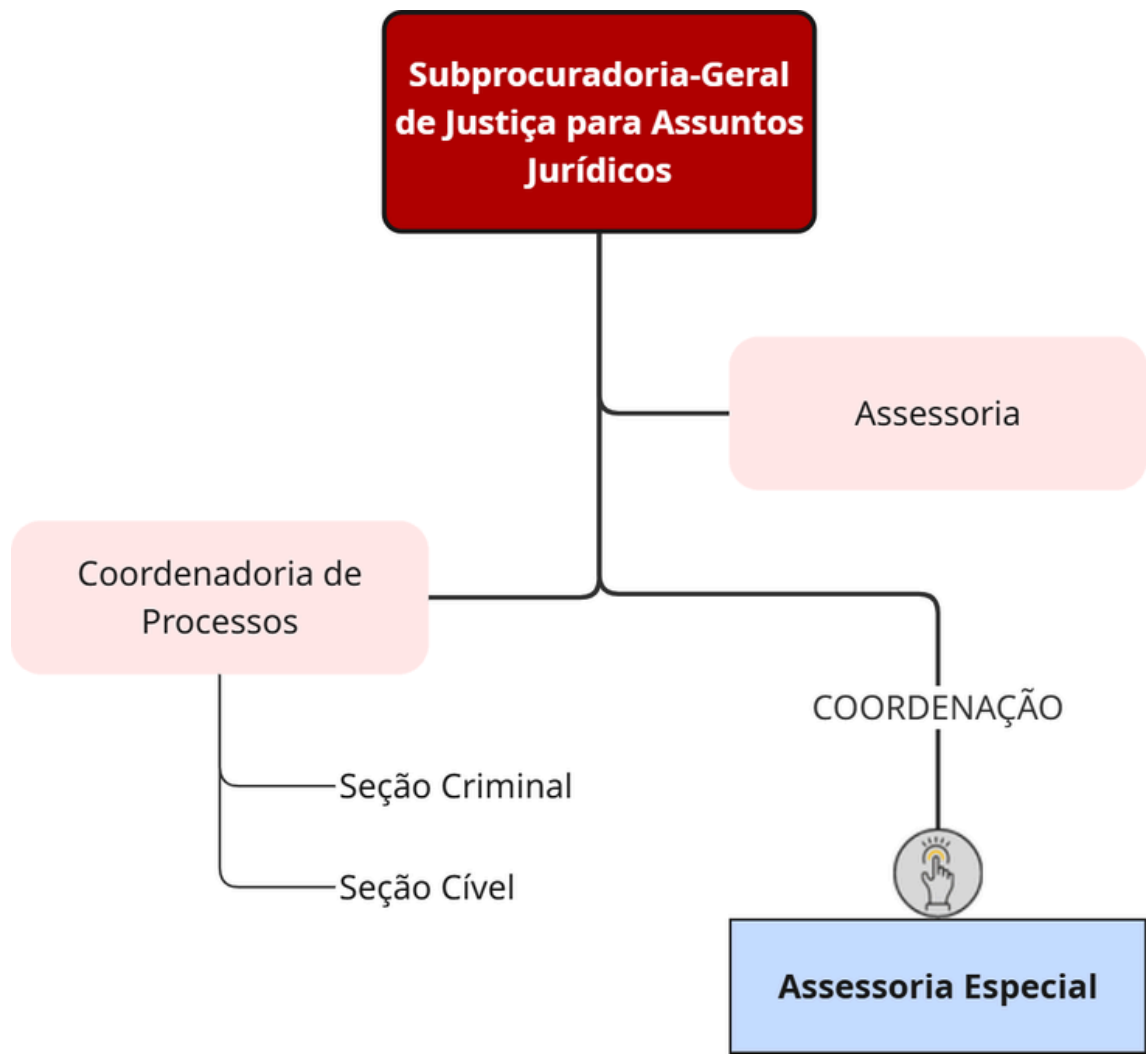 Subprocuradoria-Geral
de Justiça para Assuntos
Jurídicos
Assessoria
Coordenadoria de
Processos
COORDENAÇÃO
Seção Criminal
Seção Cível
Assessoria Especial